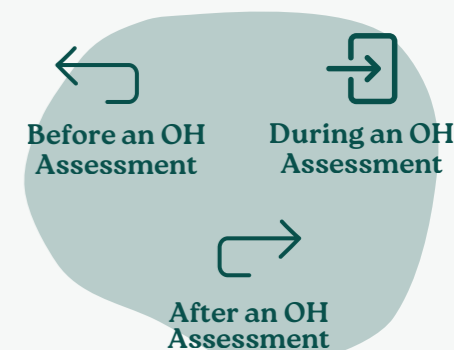 Before an OH
Assessment
During an OH
Assessment
After an OH
Assessment